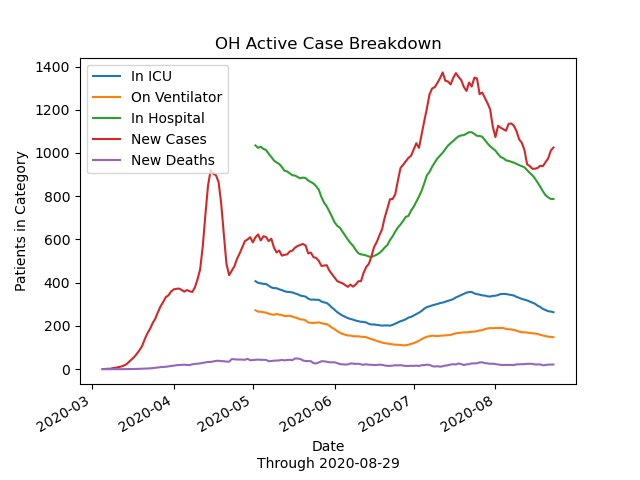 OH Active Case Breakdown
Patients in Category
1400
1200
1000
800
600
400
200
0
In ICU
On Ventilator
In Hospital
New Cases
New Deaths
2020-03
2020-04
2020-05
2020-06
2020-07
2020-08
Date
Through 2020-08-29